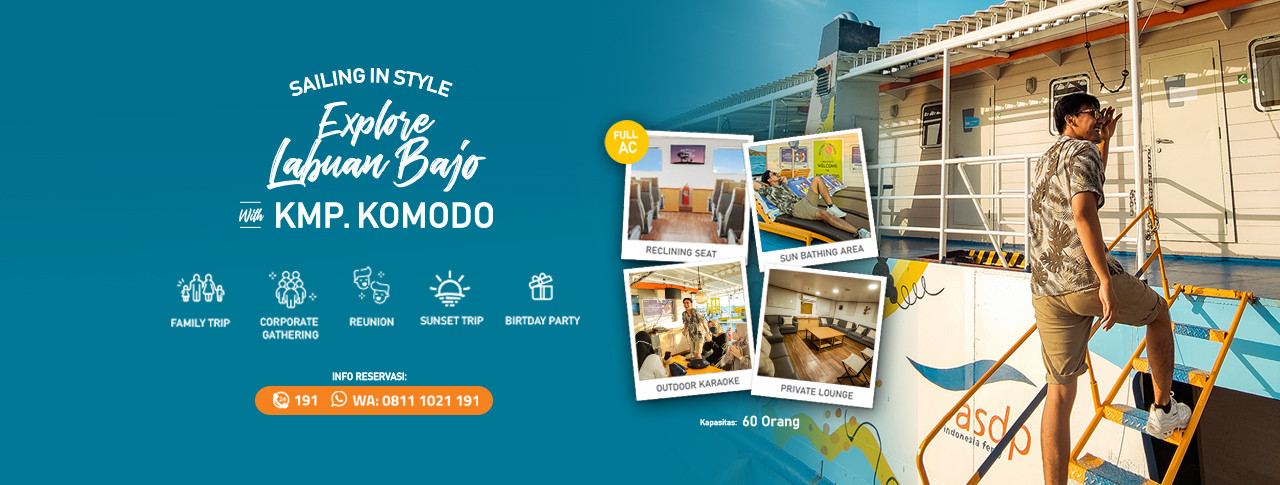 SAILING IN STYLE
Explore
Labuan Bajo
With KMP. KOMODO
FAMILY TRIP
CORPORATE
GATHERING
REUNION
SUNSET TRIP
BIRTDAY PARTY
INFO RESERVASI:
24 191 WA: 0811 1021 191
FULL
AC
RECLINING SEAT
WELCOME
SUN BATHING AREA
OUTDOOR KARAOKE
PRIVATE LOUNGE
Kapasitas: 60 Orang
asdp
indonesia ferry